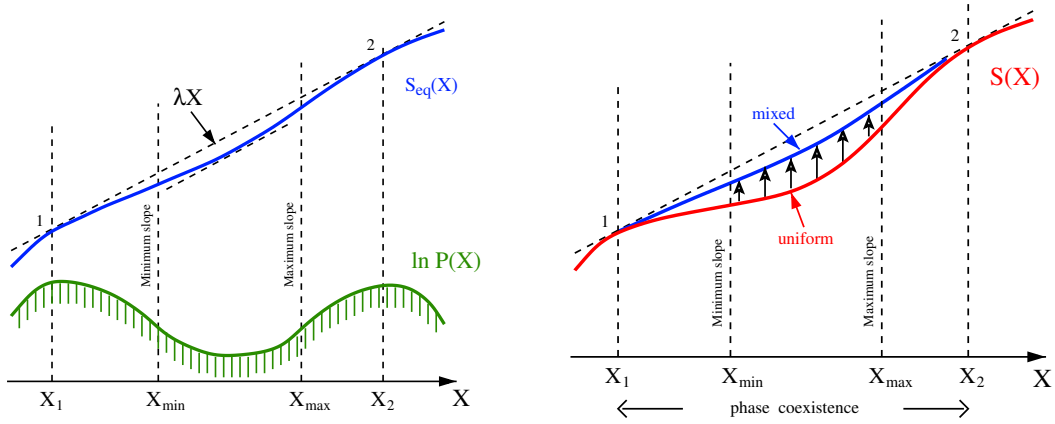 2
S_eq(X)
λX
1
Minimum slope
Maximum slope
ln P(X)
X_1
X_min
X_max
X_2
X
2
S(X)
mixed
1
uniform
Minimum slope
Maximum slope
X_1
X_min
X_max
X_2
X
phase coexistence